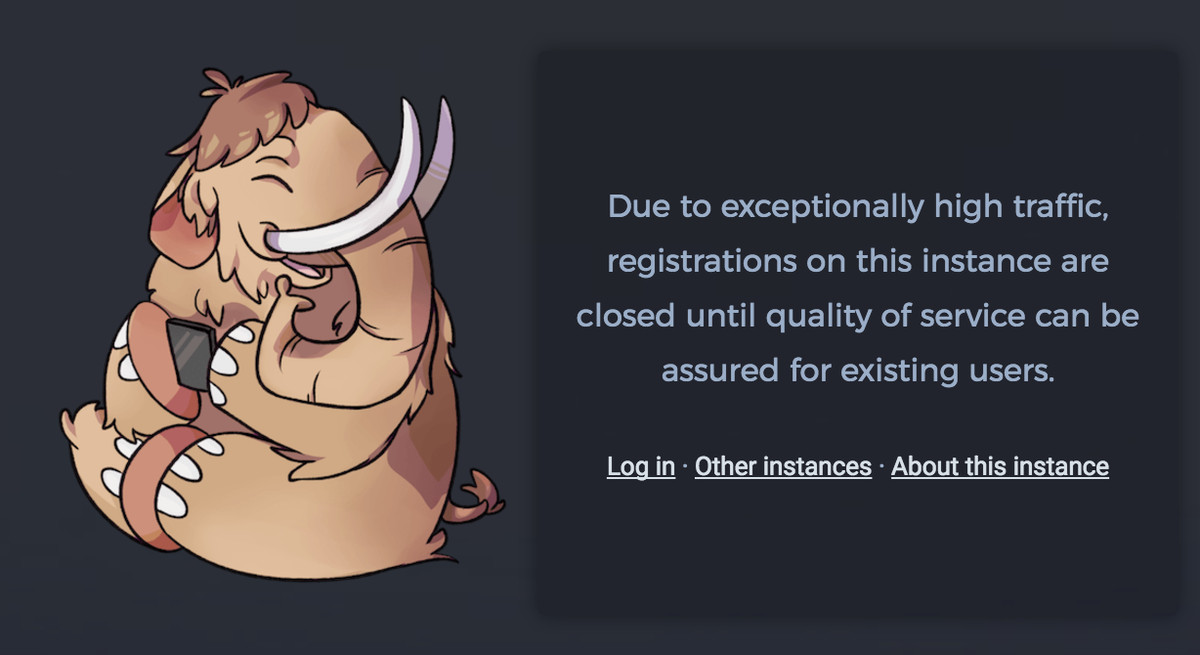 Due to exceptionally high traffic,
registrations on this instance are
closed until quality of service can be
assured for existing users.
Log in · Other instances · About this instance